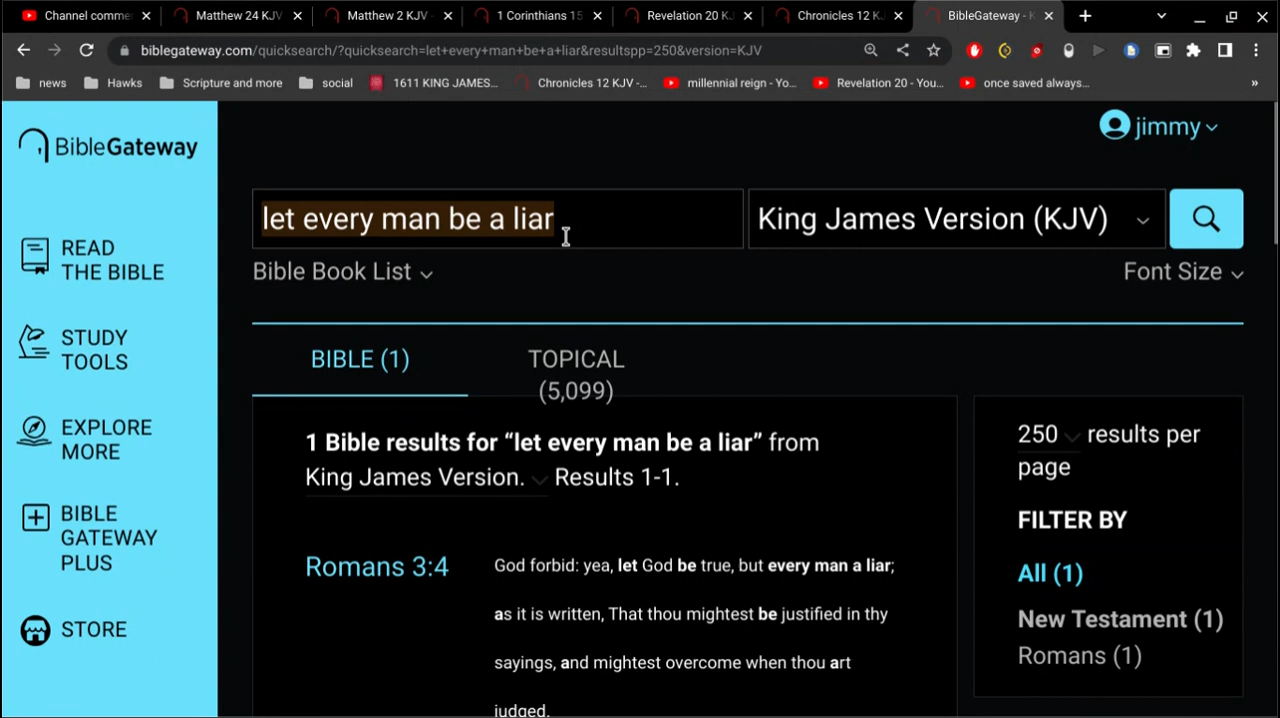 Channel comme
Matthew 24 KJV
Matthew 2 KJV -
1 Corinthians 15
Revelation 20 K
Chronicles 12 K
BibleGateway - K
biblegateway.com/quicksearch/?quicksearch=let+every+man+be+a+liar&resultspp=250&version=KJV
news
Hawks
Scripture and more
social
1611 KING JAMES...
Chronicles 12 KJV -...
millennial reign - Yo...
Revelation 20 - You...
once saved always...
»
BibleGateway
jimmy
let every man be a liar
King James Version (KJV)
READ
THE BIBLE
Bible Book List
Font Size
STUDY
TOOLS
BIBLE (1)
TOPICAL
(5,099)
EXPLORE
MORE
1 Bible results for “let every man be a liar” from
King James Version. Results 1-1.
250 results per
page
BIBLE
GATEWAY
PLUS
FILTER BY
Romans 3:4
God forbid: yea, let God be true, but every man a liar;
as it is written, That thou mightest be justified in thy
sayings, and mightest overcome when thou art
judged.
All (1)
New Testament (1)
Romans (1)
STORE